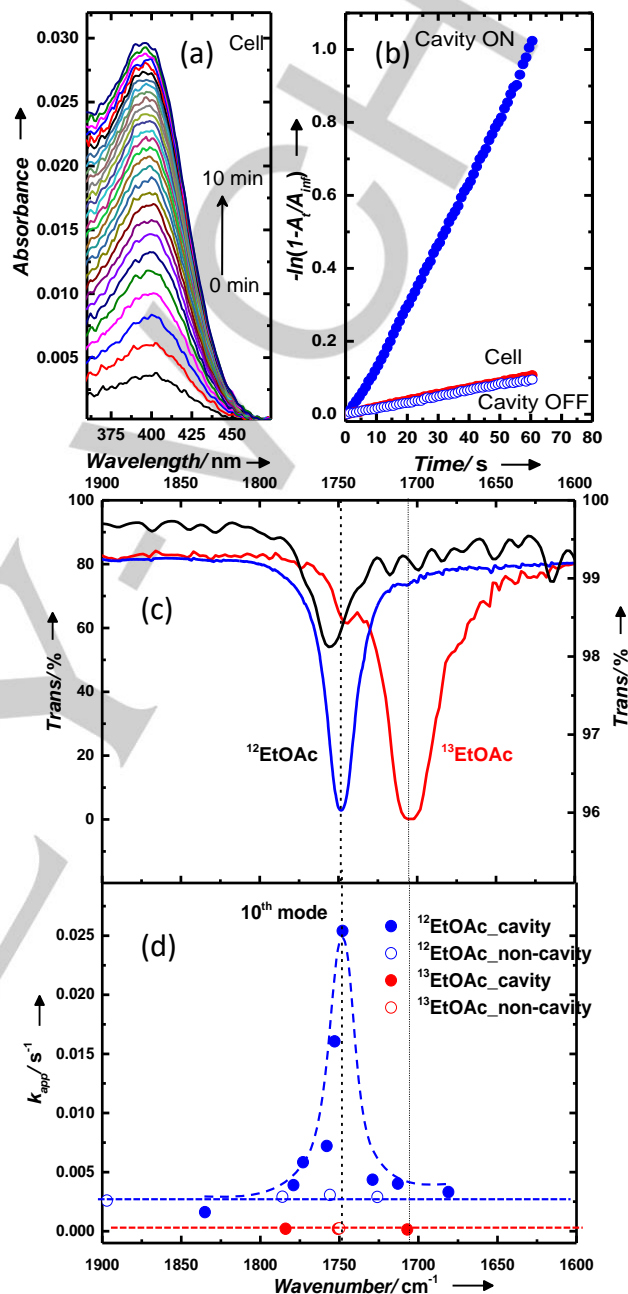 0.030
0.025
0.020
0.015
0.010
0.005
Absorbance
(a)
Cell
10 min
0 min
375 400 425 450
Wavelength/ nm
1.0
0.8
0.6
0.4
0.2
0.0
-ln(1-At/Ainf)
Cavity ON
(b)
Cell
Cavity OFF
0 10 20 30 40 50 60 70 80
Time/ s
1900 1850 1800 1750 1700 1650 1600
100
80
60
40
20
0
Trans/%
(c)
12EtOAc
13EtOAc
100
99
98
97
96
Trans/%
10th mode
(d)
12EtOAc_cavity
12EtOAc_non-cavity
13EtOAc_cavity
13EtOAc_non-cavity
0.025
0.020
0.015
0.010
0.005
0.000
kapp/ s-1
1900 1850 1800 1750 1700 1650 1600
Wavenumber/ cm-1